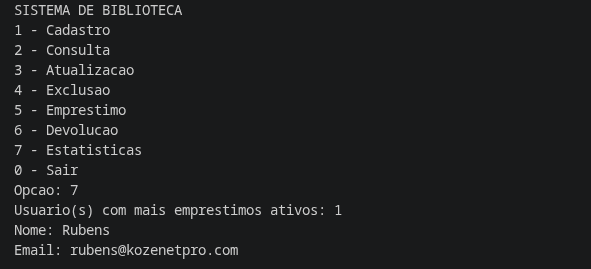 SISTEMA DE BIBLIOTECA
1 - Cadastro
2 - Consulta
3 - Atualizacao
4 - Exclusao
5 - Emprestimo
6 - Devolucao
7 - Estatisticas
0 - Sair
Opcao: 7
Usuario(s) com mais emprestimos ativos: 1
Nome: Rubens
Email: rubens@kozenetpro.com